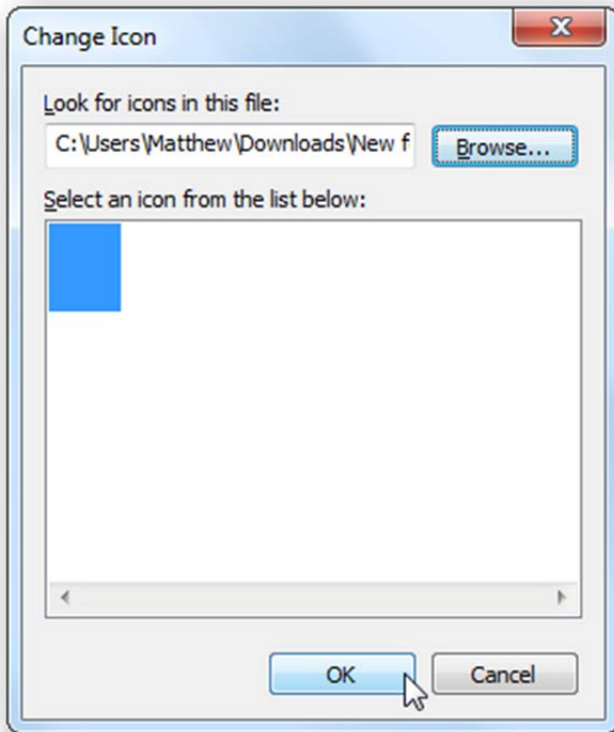 Change Icon
Look for icons in this file:
C:\Users\Matthew\Downloads\New f
Browse...
Select an icon from the list below:
OK
Cancel